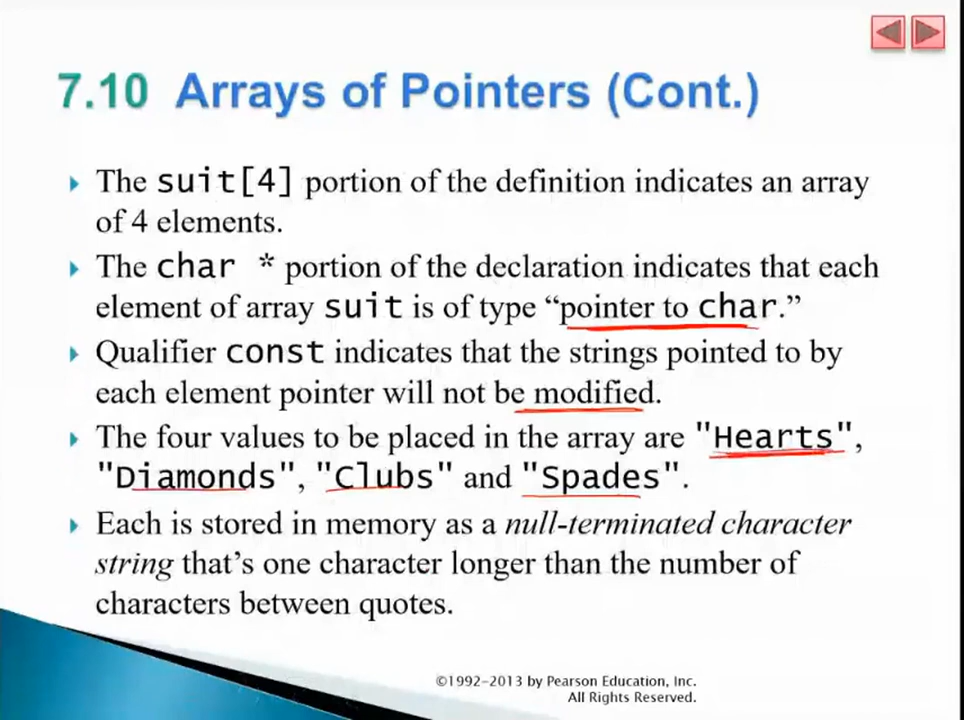 7.10 Arrays of Pointers (Cont.)
The suit[4] portion of the definition indicates an array
of 4 elements.
The char * portion of the declaration indicates that each
element of array suit is of type “pointer to char.”
Qualifier const indicates that the strings pointed to by
each element pointer will not be modified.
The four values to be placed in the array are "Hearts",
"Diamonds", "Clubs" and "Spades".
Each is stored in memory as a null-terminated character
string that’s one character longer than the number of
characters between quotes.
©1992-2013 by Pearson Education, Inc.
All Rights Reserved.